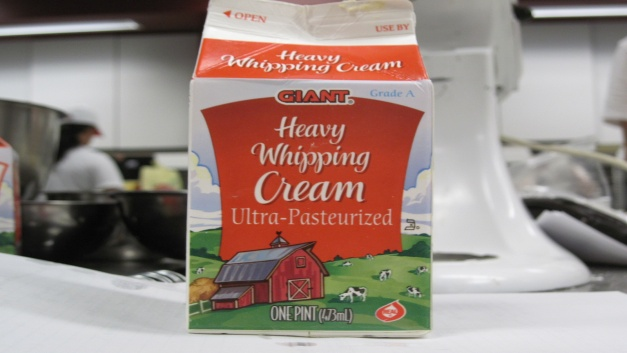 OPEN
USE BY
Heavy
Whipping Cream
GIANT
Grade A
Heavy
Whipping
Cream
Ultra-Pasteurized
ONE PINT (473mL)